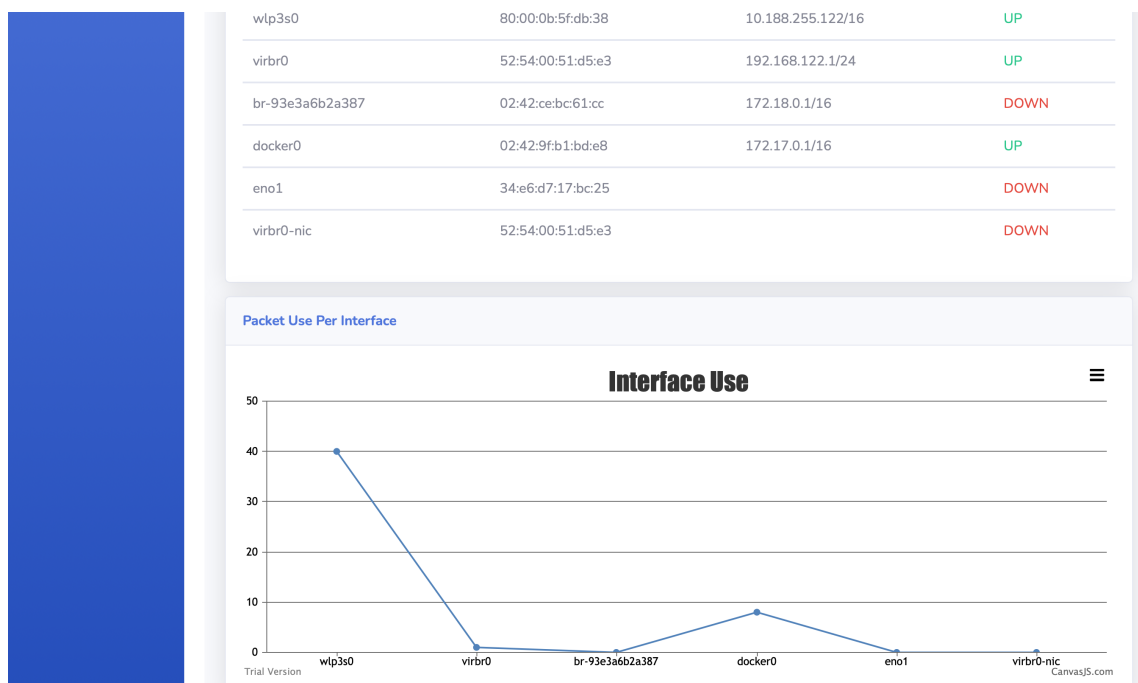 wlp3s0 80:00:0b:5f:db:38 10.188.255.122/16 UP
virbr0 52:54:00:51:d5:e3 192.168.122.1/24 UP
br-93e3a6b2a387 02:42:ce:bc:61:cc 172.18.0.1/16 DOWN
docker0 02:42:9f:b1:bd:e8 172.17.0.1/16 UP
eno1 34:e6:d7:17:bc:25 DOWN
virbr0-nic 52:54:00:51:d5:e3 DOWN
Packet Use Per Interface
Interface Use
50
40
30
20
10
0
wlp3s0 virbr0 br-93e3a6b2a387 docker0 eno1 virbr0-nic
Trial Version CanvasJS.com